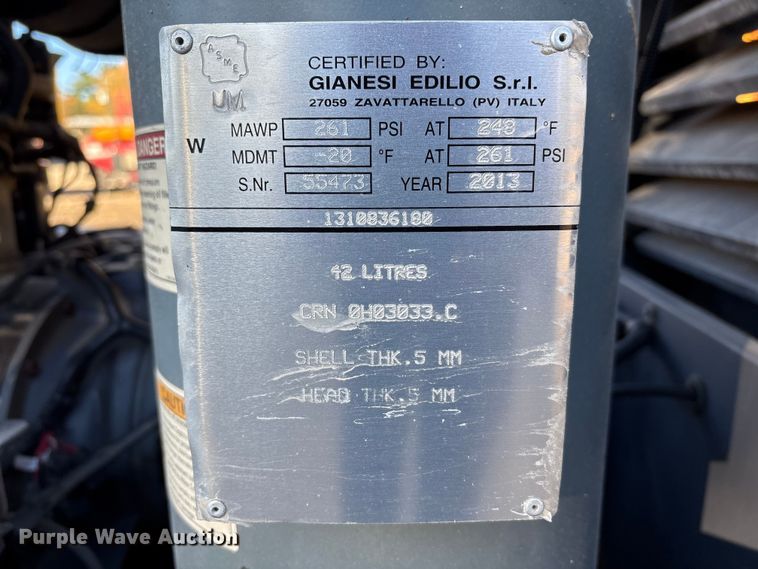 ASME
UM
CERTIFIED BY:
GIANESI EDILIO S.r.l.
27059 ZAVATTARELLO (PV) ITALY
W
MAWP 261 PSI AT 248 °F
MDMT -20 °F AT 261 PSI
S.Nr. 55473 YEAR 2013
1310836180
42 LITRES
CRN 0H03033.C
SHELL THK.5 MM
HEAD THK.5 MM
DANGER
CAUTION
Purple Wave Auction